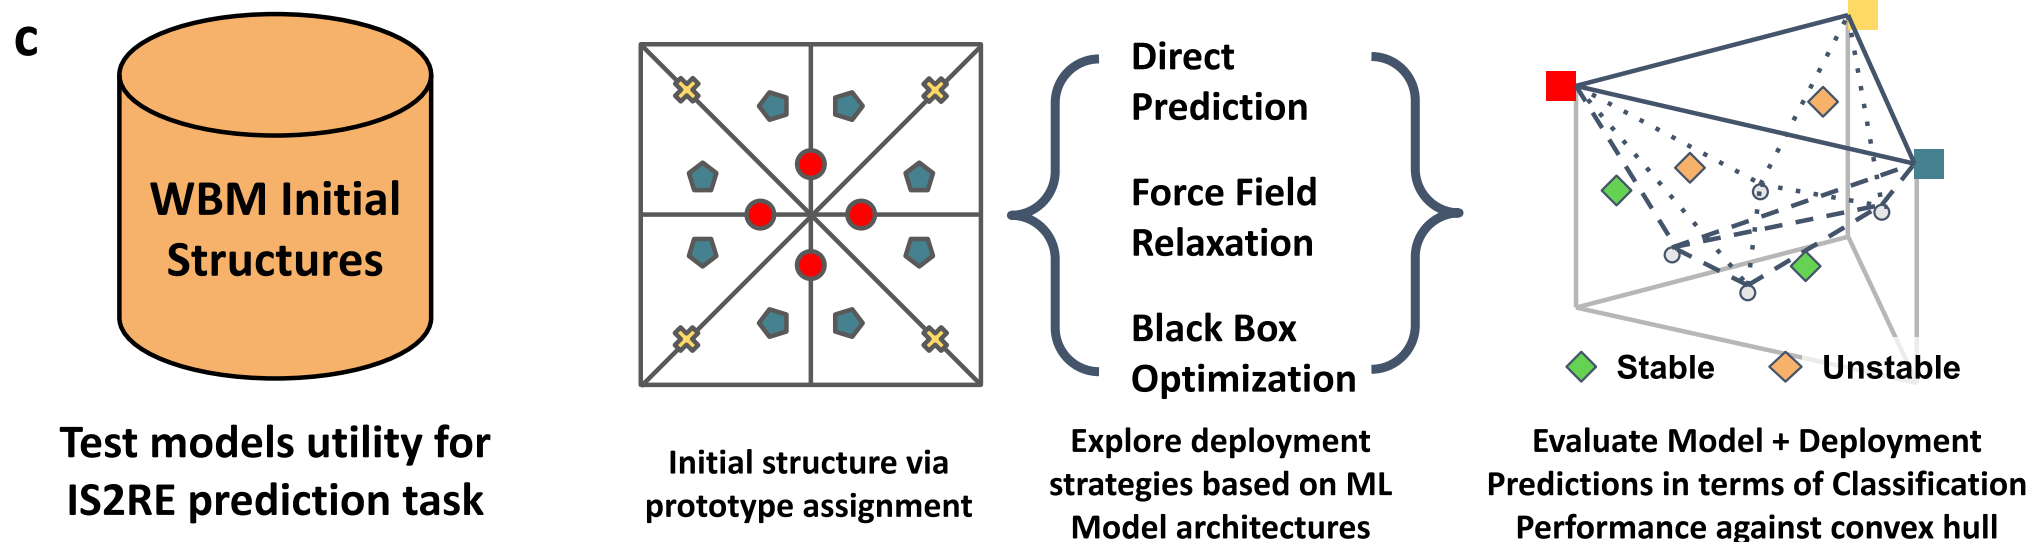 c
WBM Initial
Structures
Test models utility for
IS2RE prediction task
Initial structure via
prototype assignment
Direct
Prediction
Force Field
Relaxation
Black Box
Optimization
Explore deployment
strategies based on ML
Model architectures
Stable
Unstable
Evaluate Model + Deployment
Predictions in terms of Classification
Performance against convex hull